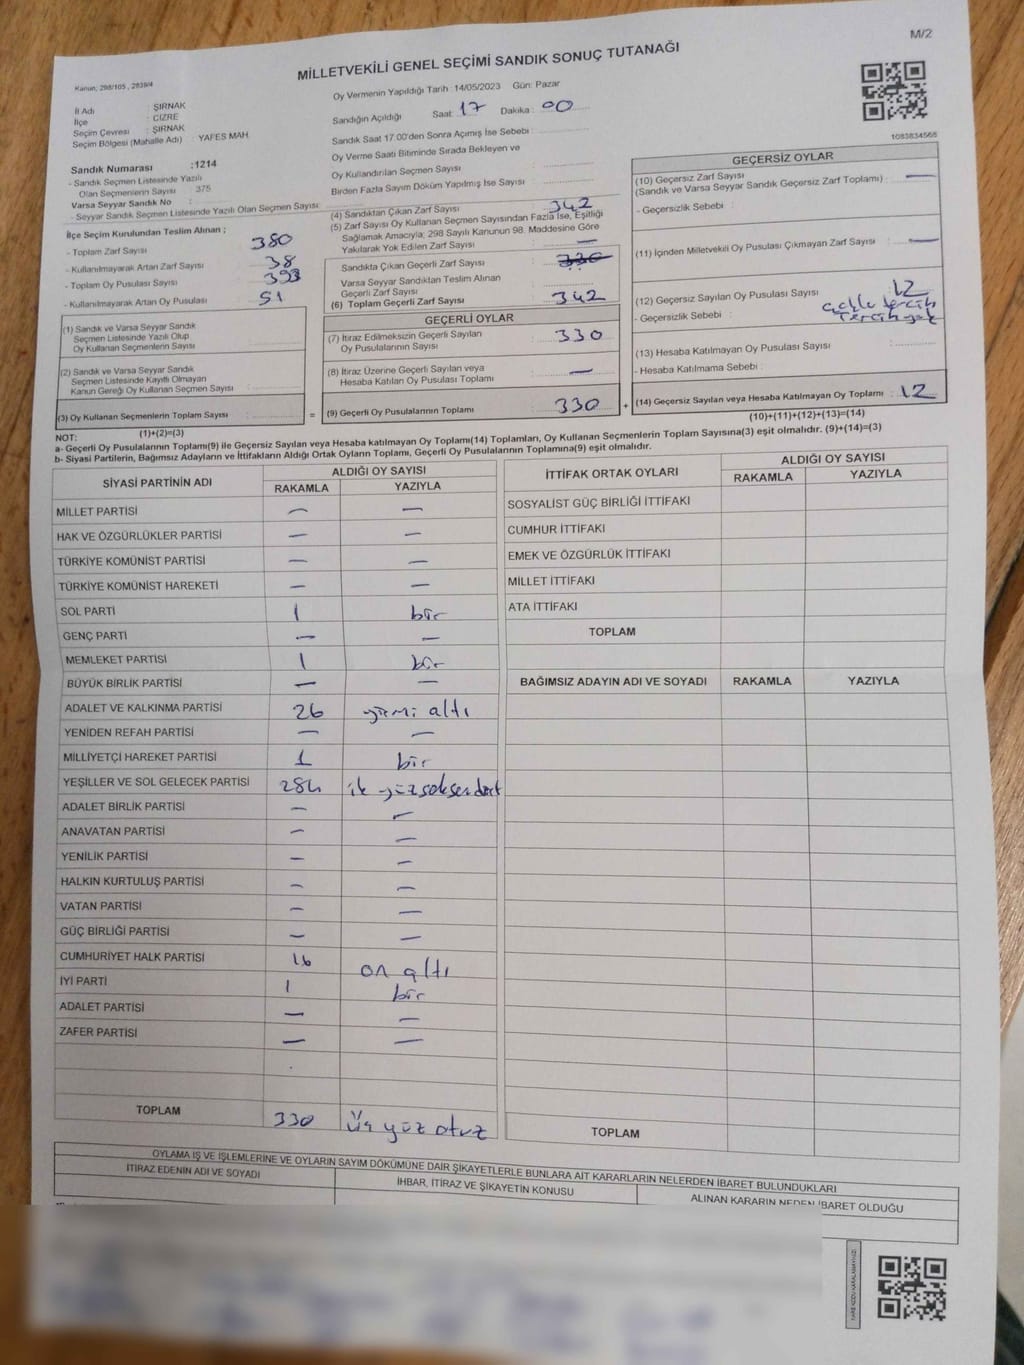 M/2
MİLLETVEKİLİ GENEL SEÇİMİ SANDIK SONUÇ TUTANAĞI
Kanun; 298/105 , 2839/4
İl Adı : ŞIRNAK
İlçe : CİZRE
Seçim Çevresi : ŞIRNAK
Seçim Bölgesi (Mahalle Adı) : YAFES MAH.
Sandık Numarası :1214
- Sandık Seçmen Listesinde Yazılı
Olan Seçmenlerin Sayısı 375
Varsa Seyyar Sandık No :
- Seyyar Sandık Seçmen Listesinde Yazılı Olan Seçmen Sayısı:
İlçe Seçim Kurulundan Teslim Alınan ;
- Toplam Zarf Sayısı 380
- Kullanılmayarak Artan Zarf Sayısı 38
- Toplam Oy Pusulası Sayısı 393
- Kullanılmayarak Artan Oy Pusulası 51
(1) Sandık ve Varsa Seyyar Sandık
Seçmen Listesinde Yazılı Olup
Oy Kullanan Seçmenlerin Sayısı
(2) Sandık ve Varsa Seyyar Sandık
Seçmen Listesinde Kayıtlı Olmayan
Kanun Gereği Oy Kullanan Seçmen Sayısı
(3) Oy Kullanan Seçmenlerin Toplam Sayısı
(1)+(2)=(3)
Oy Vermenin Yapıldığı Tarih :14/05/2023 Gün: Pazar
Sandığın Açıldığı Saat: 17 Dakika : 00
Sandık Saat 17.00'den Sonra Açımış İse Sebebi :
Oy Verme Saati Bitiminde Sırada Bekleyen ve
Oy Kullandırılan Seçmen Sayısı :
Birden Fazla Sayım Döküm Yapılmış İse Sayısı :
(4) Sandıktan Çıkan Zarf Sayısı : 342
(5) Zarf Sayısı Oy Kullanan Seçmen Sayısından Fazla İse, Eşitliği
Sağlamak Amacıyla; 298 Sayılı Kanunun 98. Maddesine Göre
Yakılarak Yok Edilen Zarf Sayısı : —
Sandıkta Çıkan Geçerli Zarf Sayısı : 330
Varsa Seyyar Sandıktan Teslim Alınan
Geçerli Zarf Sayısı
(6) Toplam Geçerli Zarf Sayısı : 342
GEÇERLİ OYLAR
(7) İtiraz Edilmeksizin Geçerli Sayılan
Oy Pusulalarının Sayısı : 330
(8) İtiraz Üzerine Geçerli Sayılan veya
Hesaba Katılan Oy Pusulası Toplamı : —
= (9) Geçerli Oy Pusulalarının Toplamı : 330 +
1083834568
GEÇERSİZ OYLAR
(10) Geçersiz Zarf Sayısı
(Sandık ve Varsa Seyyar Sandık Geçersiz Zarf Toplamı) : —
- Geçersizlik Sebebi :
(11) İçinden Milletvekili Oy Pusulası Çıkmayan Zarf Sayısı : —
(12) Geçersiz Sayılan Oy Pusulası Sayısı : 12
- Geçersizlik Sebebi :
(13) Hesaba Katılmayan Oy Pusulası Sayısı :
- Hesaba Katılmama Sebebi :
(14) Geçersiz Sayılan veya Hesaba Katılmayan Oy Toplamı : 12
(10)+(11)+(12)+(13)=(14)
NOT:
a- Geçerli Oy Pusulalarının Toplamı(9) ile Geçersiz Sayılan veya Hesaba katılmayan Oy Toplamı(14) Toplamları, Oy Kullanan Seçmenlerin Toplam Sayısına(3) eşit olmalıdır. (9)+(14)=(3)
b- Siyasi Partilerin, Bağımsız Adayların ve İttifakların Aldığı Ortak Oyların Toplamı, Geçerli Oy Pusulalarının Toplamına(9) eşit olmalıdır.
SİYASİ PARTİNİN ADI
ALDIĞI OY SAYISI
RAKAMLA YAZIYLA
MİLLET PARTİSİ — —
HAK VE ÖZGÜRLÜKLER PARTİSİ — —
TÜRKİYE KOMÜNİST PARTİSİ — —
TÜRKİYE KOMÜNİST HAREKETİ — —
SOL PARTİ 1 bir
GENÇ PARTİ — —
MEMLEKET PARTİSİ 1 bir
BÜYÜK BİRLİK PARTİSİ — —
ADALET VE KALKINMA PARTİSİ 26 yirmi altı
YENİDEN REFAH PARTİSİ — —
MİLLİYETÇİ HAREKET PARTİSİ 1 bir
YEŞİLLER VE SOL GELECEK PARTİSİ 284 iki yüz seksen dört
ADALET BİRLİK PARTİSİ — —
ANAVATAN PARTİSİ — —
YENİLİK PARTİSİ — —
HALKIN KURTULUŞ PARTİSİ — —
VATAN PARTİSİ — —
GÜÇ BİRLİĞİ PARTİSİ — —
CUMHURİYET HALK PARTİSİ 16 on altı
İYİ PARTİ 1 bir
ADALET PARTİSİ — —
ZAFER PARTİSİ — —
TOPLAM 330 Üç yüz otuz
İTTİFAK ORTAK OYLARI
ALDIĞI OY SAYISI
RAKAMLA YAZIYLA
SOSYALİST GÜÇ BİRLİĞİ İTTİFAKI
CUMHUR İTTİFAKI
EMEK VE ÖZGÜRLÜK İTTİFAKI
MİLLET İTTİFAKI
ATA İTTİFAKI
TOPLAM
BAĞIMSIZ ADAYIN ADI VE SOYADI RAKAMLA YAZIYLA
TOPLAM
OYLAMA İŞ VE İŞLEMLERİNE VE OYLARIN SAYIM DÖKÜMÜNE DAİR ŞİKAYETLERLE BUNLARA AİT KARARLARIN NELERDEN İBARET BULUNDUKLARI
İTİRAZ EDENİN ADI VE SOYADI İHBAR, İTİRAZ VE ŞİKAYETİN KONUSU ALINAN KARARIN NEDEN İBARET OLDUĞU